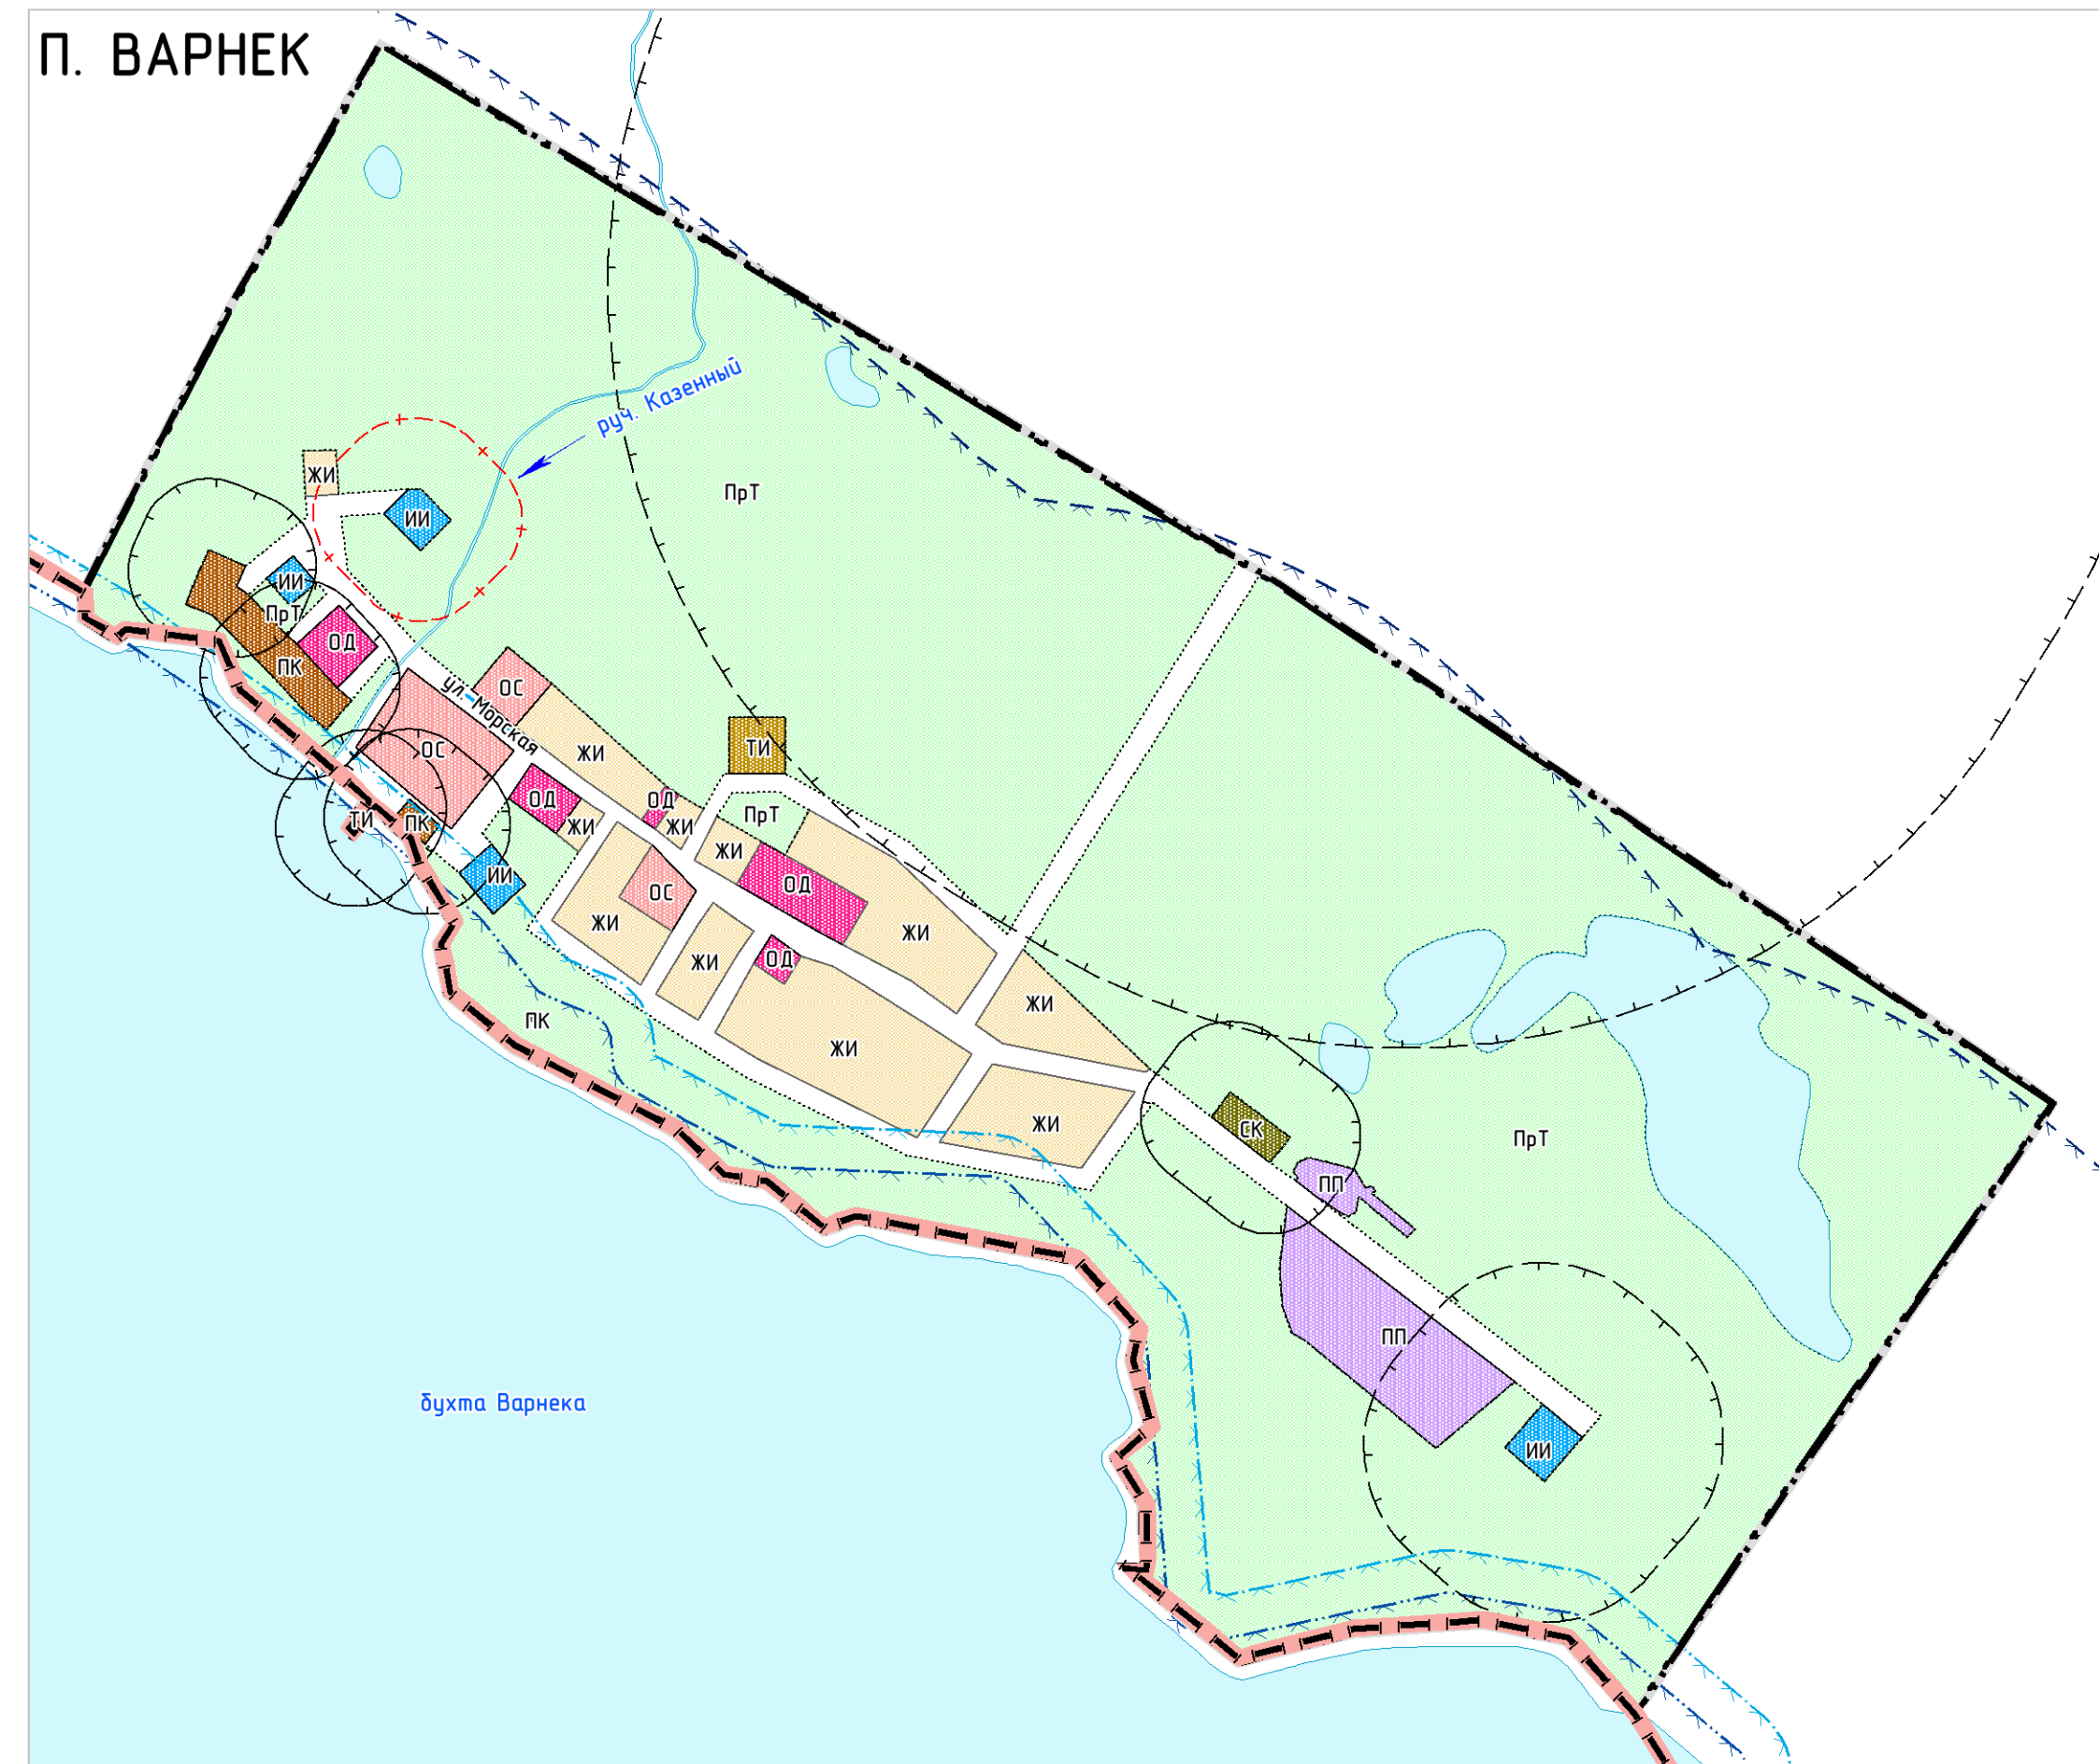 П. ВАРНЕК
руч. Казенный
ЖИ
ПрТ
ИИ
ИИ
ПрТ
ОД
ПК
ОС
ул. Морская
ОС
ЖИ
ТИ
ОД
ОД
ПрТ
ТИ
ПК
ЖИ
ЖИ
ЖИ
ИИ
ОС
ОД
ЖИ
ЖИ
ЖИ
ОД
ЖИ
ПК
ЖИ
ЖИ
СК
ПрТ
ПП
ПП
бухта Варнека
ИИ